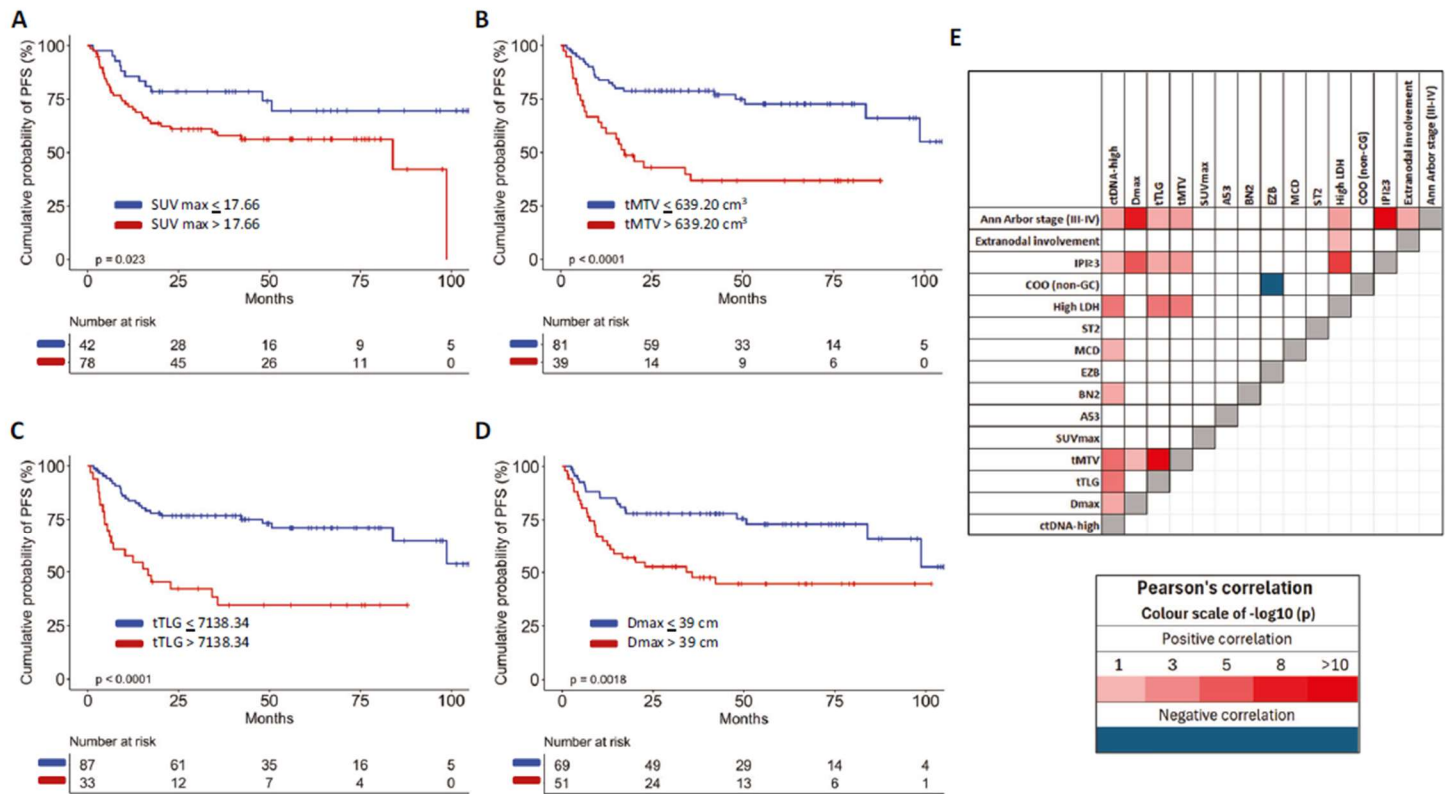 A
Cumulative probability of PFS (%)
100
75
50
25
0
SUV max ≤ 17.66
SUV max > 17.66
p = 0.023
0 25 50 75 100
Months
Number at risk
42 28 16 9 5
78 45 26 11 0
B
Cumulative probability of PFS (%)
100
75
50
25
0
tMTV ≤ 639.20 cm³
tMTV > 639.20 cm³
p < 0.0001
0 25 50 75 100
Months
Number at risk
81 59 33 14 5
39 14 9 6 0
C
Cumulative probability of PFS (%)
100
75
50
25
0
tTLG ≤ 7138.34
tTLG > 7138.34
p < 0.0001
0 25 50 75 100
Months
Number at risk
87 61 35 16 5
33 12 7 4 0
D
Cumulative probability of PFS (%)
100
75
50
25
0
Dmax ≤ 39 cm
Dmax > 39 cm
p = 0.0018
0 25 50 75 100
Months
Number at risk
69 49 29 14 4
51 24 13 6 1
E
ctDNA-high
Dmax
tTLG
tMTV
SUVmax
A53
BN2
EZB
MCD
ST2
High LDH
COO (non-CG)
IPI≥3
Extranodal involvement
Ann Arbor stage (III-IV)
Ann Arbor stage (III-IV)
Extranodal involvement
IPI≥3
COO (non-GC)
High LDH
ST2
MCD
EZB
BN2
A53
SUVmax
tMTV
tTLG
Dmax
ctDNA-high
Pearson's correlation
Colour scale of -log10 (p)
Positive correlation
1 3 5 8 >10
Negative correlation